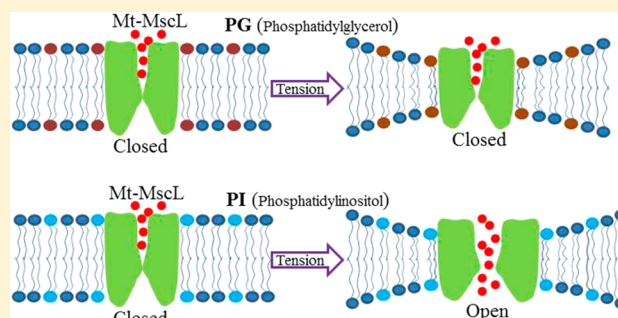 Mt-MscL
PG (Phosphatidylglycerol)
Tension
Closed
Closed
Mt-MscL
PI (Phosphatidylinositol)
Tension
Closed
Open